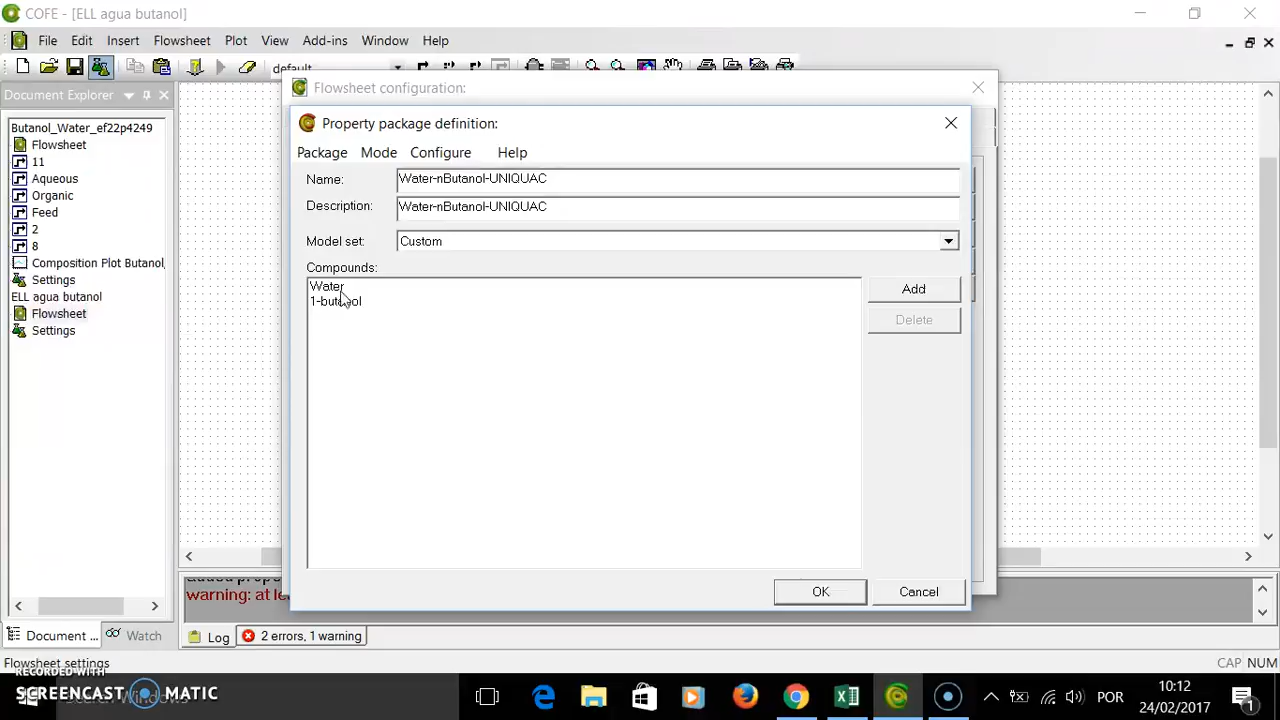 COFE - [ELL agua butanol]
File Edit Insert Flowsheet Plot View Add-ins Window Help
default
Document Explorer
Butanol_Water_ef22p4249
Flowsheet
11
Aqueous
Organic
Feed
2
8
Composition Plot Butanol,
Settings
ELL agua butanol
Flowsheet
Settings
Flowsheet configuration:
Property package definition:
Package Mode Configure Help
Name: Water-nButanol-UNIQUAC
Description: Water-nButanol-UNIQUAC
Model set: Custom
Compounds:
Water
1-butanol
Add
Delete
OK Cancel
warning: at le
Document ... Watch
Log 2 errors, 1 warning
Flowsheet settings
CAP NUM
RECORDED WITH
SCREENCAST MATIC
Windows
POR
10:12
24/02/2017
1